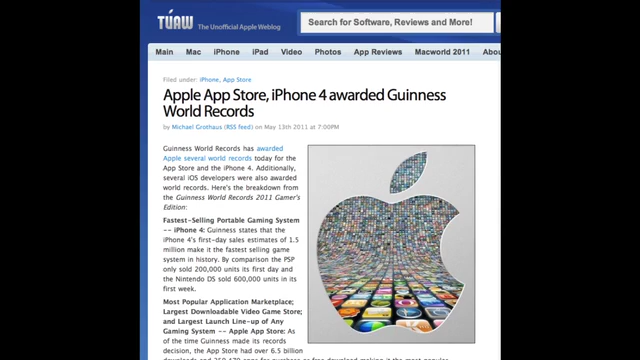 TUAW The Unofficial Apple Weblog
Search for Software, Reviews and More!
Main Mac iPhone iPad Video Photos App Reviews Macworld 2011 Abou
Filed under: iPhone, App Store
Apple App Store, iPhone 4 awarded Guinness
World Records
by Michael Grothaus (RSS feed) on May 13th 2011 at 7:00PM
Guinness World Records has awarded
Apple several world records today for the
App Store and the iPhone 4. Additionally,
several iOS developers were also awarded
world records. Here's the breakdown from
the Guinness World Records 2011 Gamer's
Edition:
Fastest-Selling Portable Gaming System
-- iPhone 4: Guinness states that the
iPhone 4's first-day sales estimates of 1.5
million make it the fastest selling game
system in history. By comparison the PSP
only sold 200,000 units its first day and
the Nintendo DS sold 600,000 units in its
first week.
Most Popular Application Marketplace;
Largest Downloadable Video Game Store;
and Largest Launch Line-up of Any
Gaming System -- Apple App Store: As
of the time Guinness made its records
decision, the App Store had over 6.5 billion